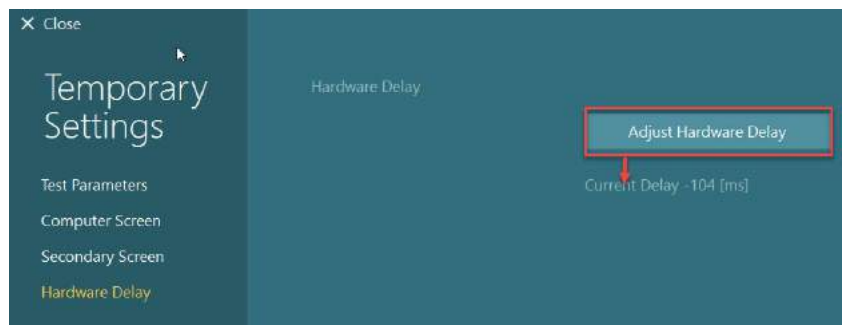 × Close
Temporary
Settings
Test Parameters
Computer Screen
Secondary Screen
Hardware Delay
Hardware Delay
Adjust Hardware Delay
Current Delay -104 [ms]